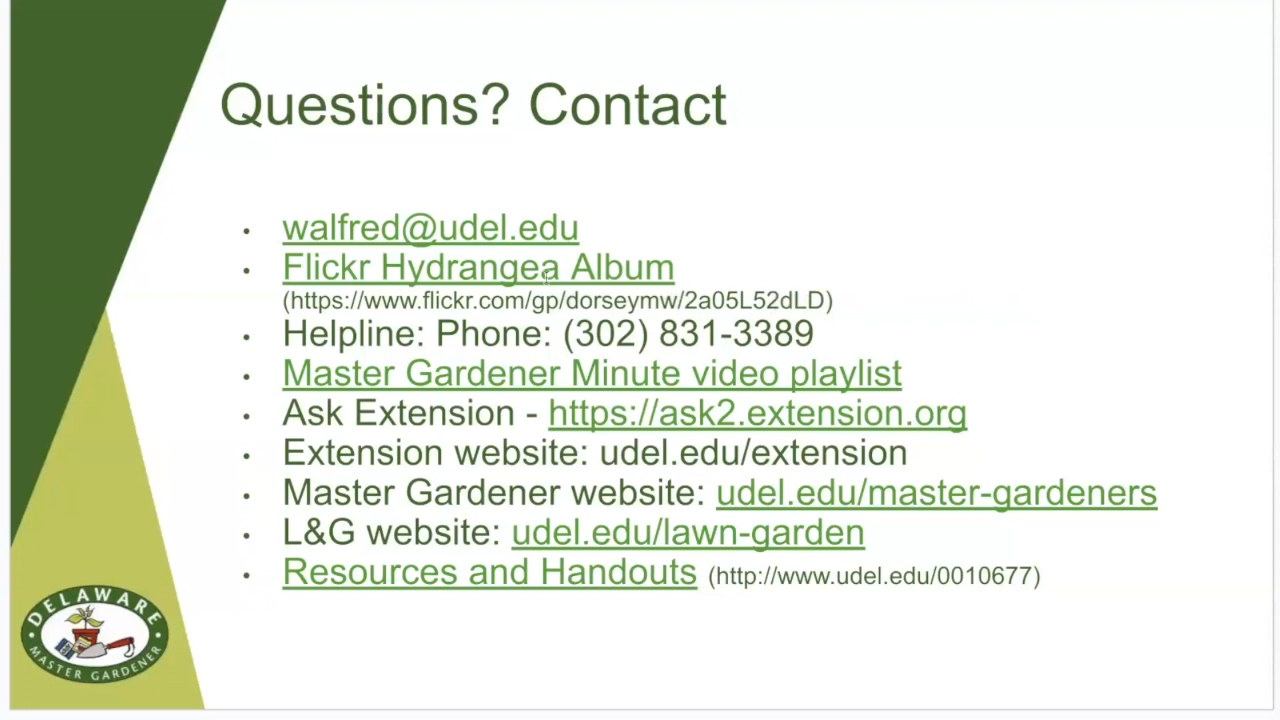 Questions? Contact
• walfred@udel.edu
• Flickr Hydrangea Album
(https://www.flickr.com/gp/dorseymw/2a05L52dLD)
• Helpline: Phone: (302) 831-3389
• Master Gardener Minute video playlist
• Ask Extension - https://ask2.extension.org
• Extension website: udel.edu/extension
• Master Gardener website: udel.edu/master-gardeners
• L&G website: udel.edu/lawn-garden
• Resources and Handouts (http://www.udel.edu/0010677)
DELAWARE
MASTER GARDENER